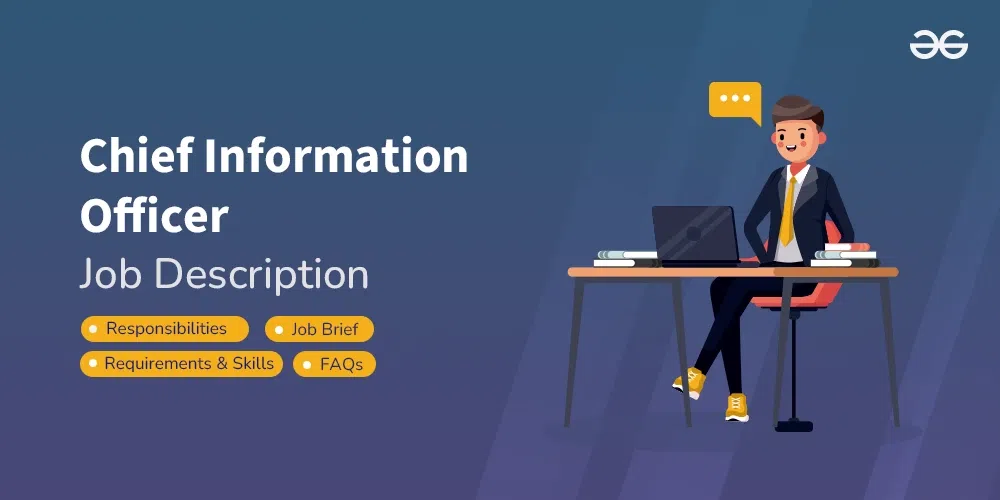 Chief Information
Officer
Job Description
Responsibilities
Job Brief
Requirements & Skills
FAQs